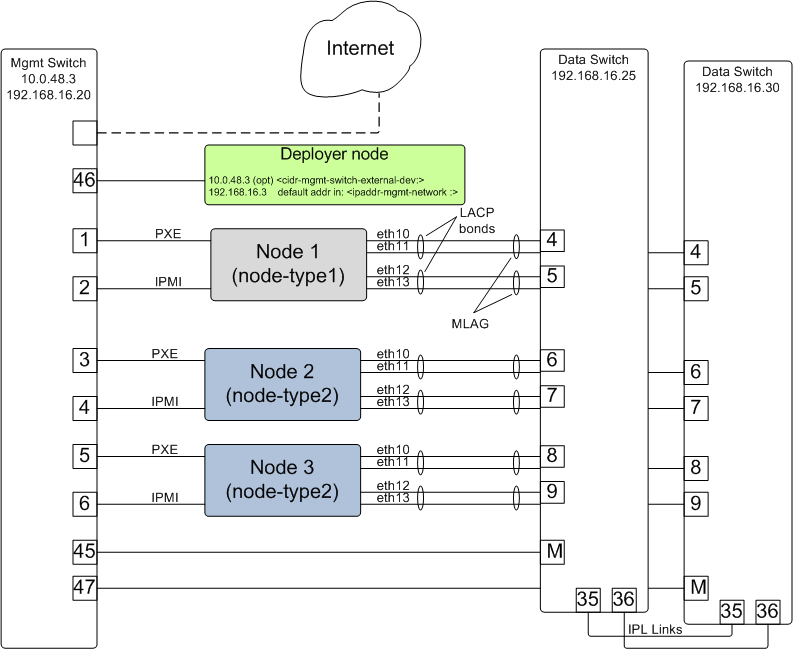 Internet
Mgmt Switch
10.0.48.3
192.168.16.20
Data Switch
192.168.16.25
Data Switch
192.168.16.30
46
Deployer node
10.0.48.3 (opt) <cidr-mgmt-switch-external-dev:>
192.168.16.3 default addr in: <ipaddr-mgmt-network :>
LACP
bonds
1
PXE
Node 1
(node-type1)
eth10
eth11
4
4
2
IPMI
eth12
eth13
5
5
MLAG
3
PXE
Node 2
(node-type2)
eth10
eth11
6
6
4
IPMI
eth12
eth13
7
7
5
PXE
Node 3
(node-type2)
eth10
eth11
8
8
6
IPMI
eth12
eth13
9
9
45
M
47
M
35
36
35
36
IPL Links